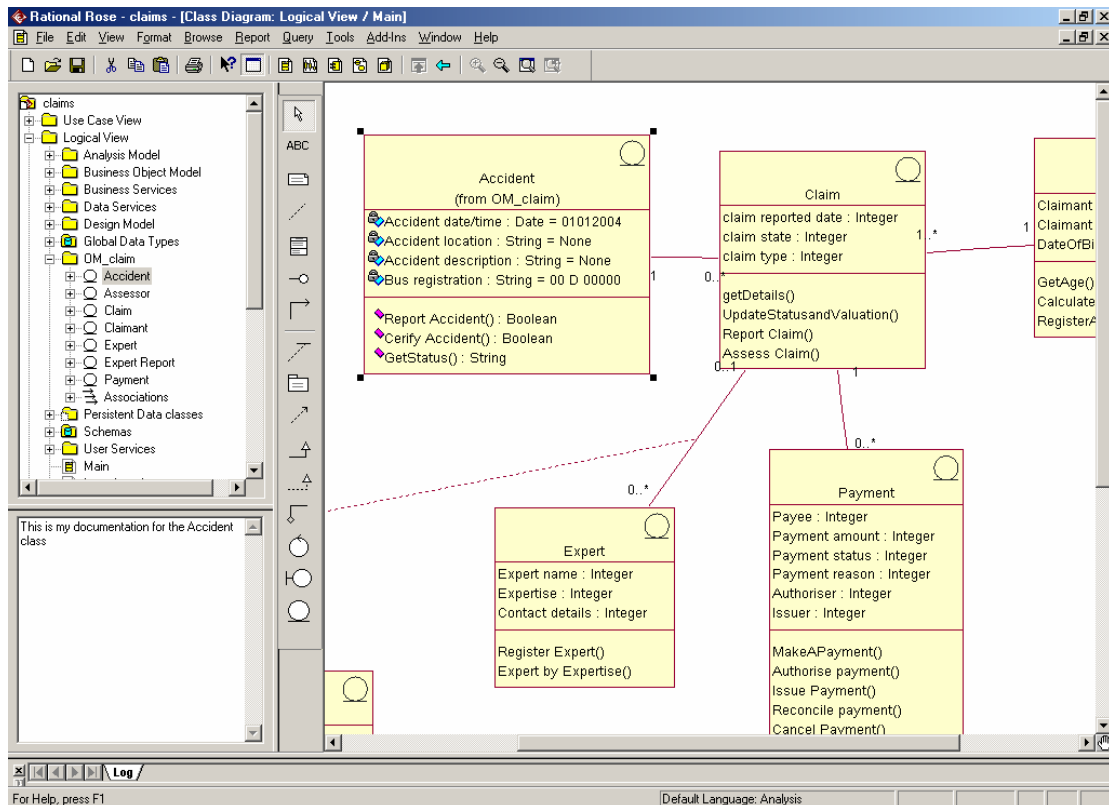 Rational Rose - claims - [Class Diagram: Logical View / Main]
File Edit View Format Browse Report Query Tools Add-Ins Window Help
claims
Use Case View
Logical View
Analysis Model
Business Object Model
Business Services
Data Services
Design Model
Global Data Types
OM_claim
Accident
Assessor
Claim
Claimant
Expert
Expert Report
Payment
Associations
Persistent Data classes
Schemas
User Services
Main
This is my documentation for the Accident
class
ABC
Accident
(from OM_claim)
Accident date/time : Date = 01012004
Accident location : String = None
Accident description : String = None
Bus registration : String = 00 D 00000
Report Accident() : Boolean
Cerify Accident() : Boolean
GetStatus() : String
1
0..*
Claim
claim reported date : Integer
claim state : Integer
claim type : Integer
getDetails()
UpdateStatusandValuation()
Report Claim()
Assess Claim()
1..*
1
Claimant
Claimant
DateOfBi
GetAge()
Calculate
RegisterA
0..1
1
0..*
0..*
Expert
Expert name : Integer
Expertise : Integer
Contact details : Integer
Register Expert()
Expert by Expertise()
Payment
Payee : Integer
Payment amount : Integer
Payment status : Integer
Payment reason : Integer
Authoriser : Integer
Issuer : Integer
MakeAPayment()
Authorise payment()
Issue Payment()
Reconcile payment()
Cancel Payment()
Log
For Help, press F1
Default Language: Analysis